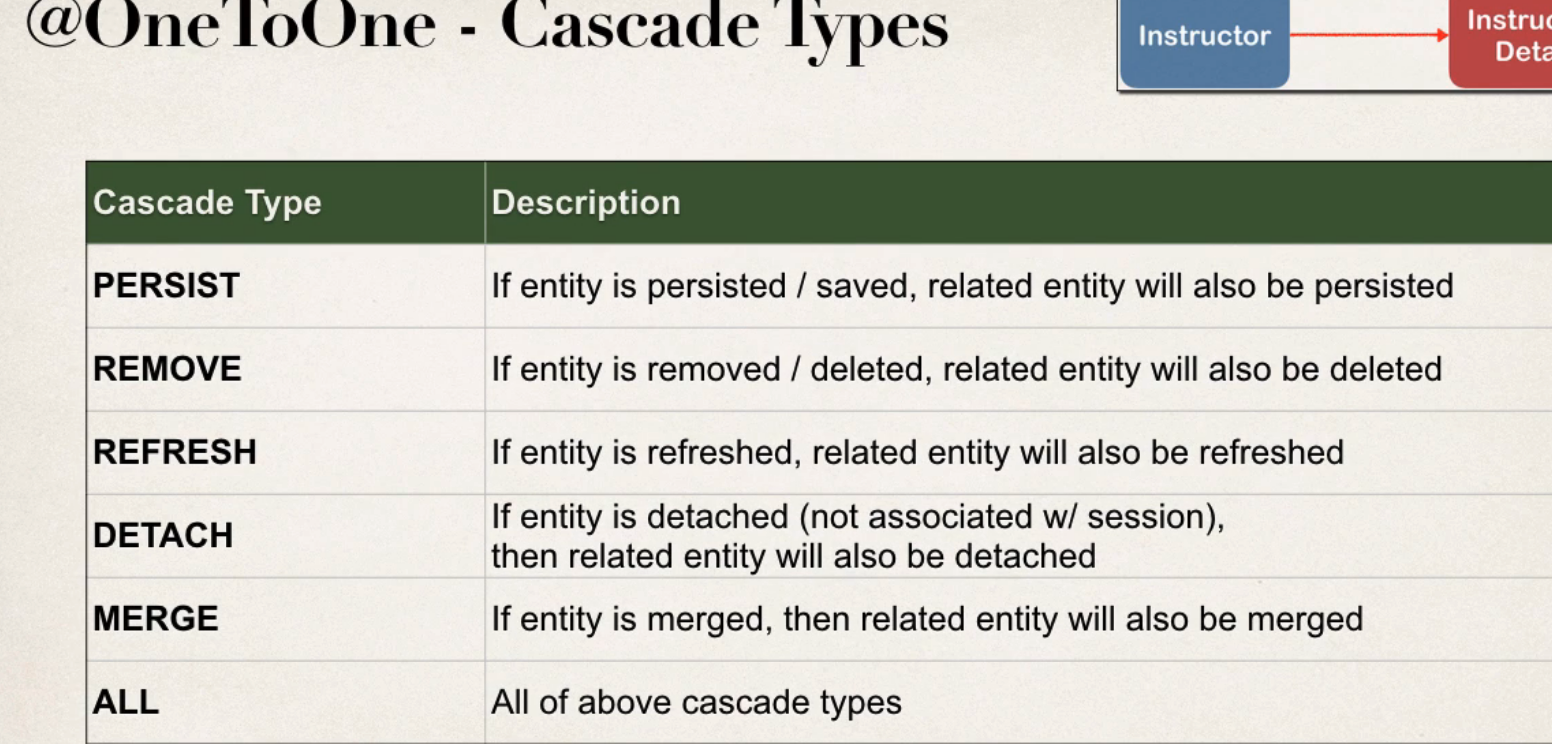 @OneToOne - Cascade Types
Instructor
Cascade Type Description
PERSIST If entity is persisted / saved, related entity will also be persisted
REMOVE If entity is removed / deleted, related entity will also be deleted
REFRESH If entity is refreshed, related entity will also be refreshed
DETACH If entity is detached (not associated w/ session),
then related entity will also be detached
MERGE If entity is merged, then related entity will also be merged
ALL All of above cascade types